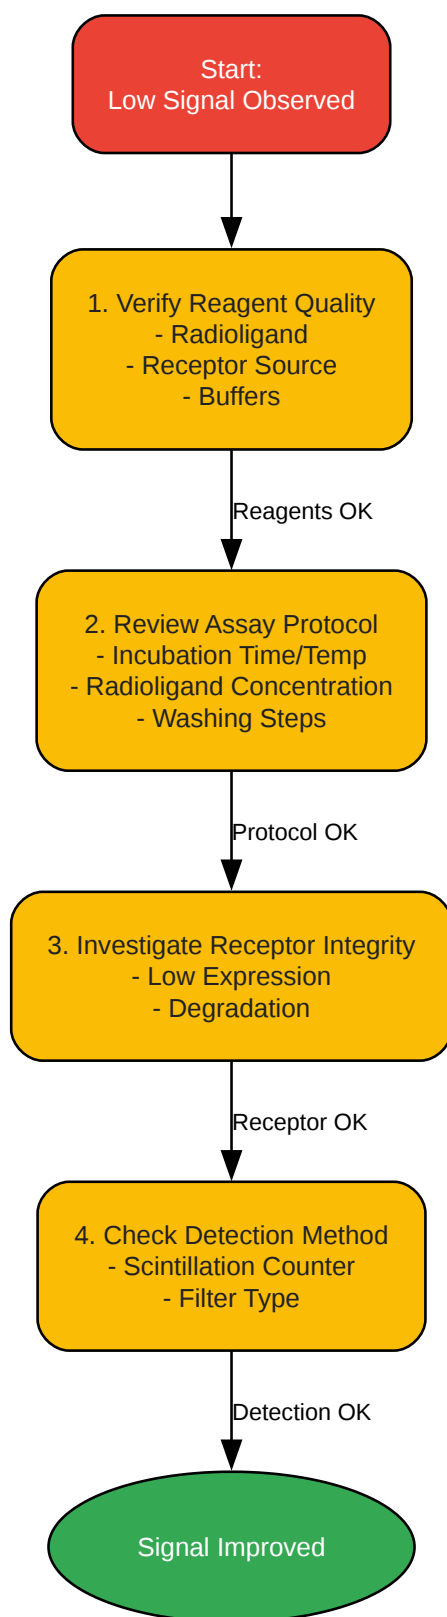 Start:
Low Signal Observed
1. Verify Reagent Quality
- Radioligand
- Receptor Source
- Buffers
Reagents OK
2. Review Assay Protocol
- Incubation Time/Temp
- Radioligand Concentration
- Washing Steps
Protocol OK
3. Investigate Receptor Integrity
- Low Expression
- Degradation
Receptor OK
4. Check Detection Method
- Scintillation Counter
- Filter Type
Detection OK
Signal Improved